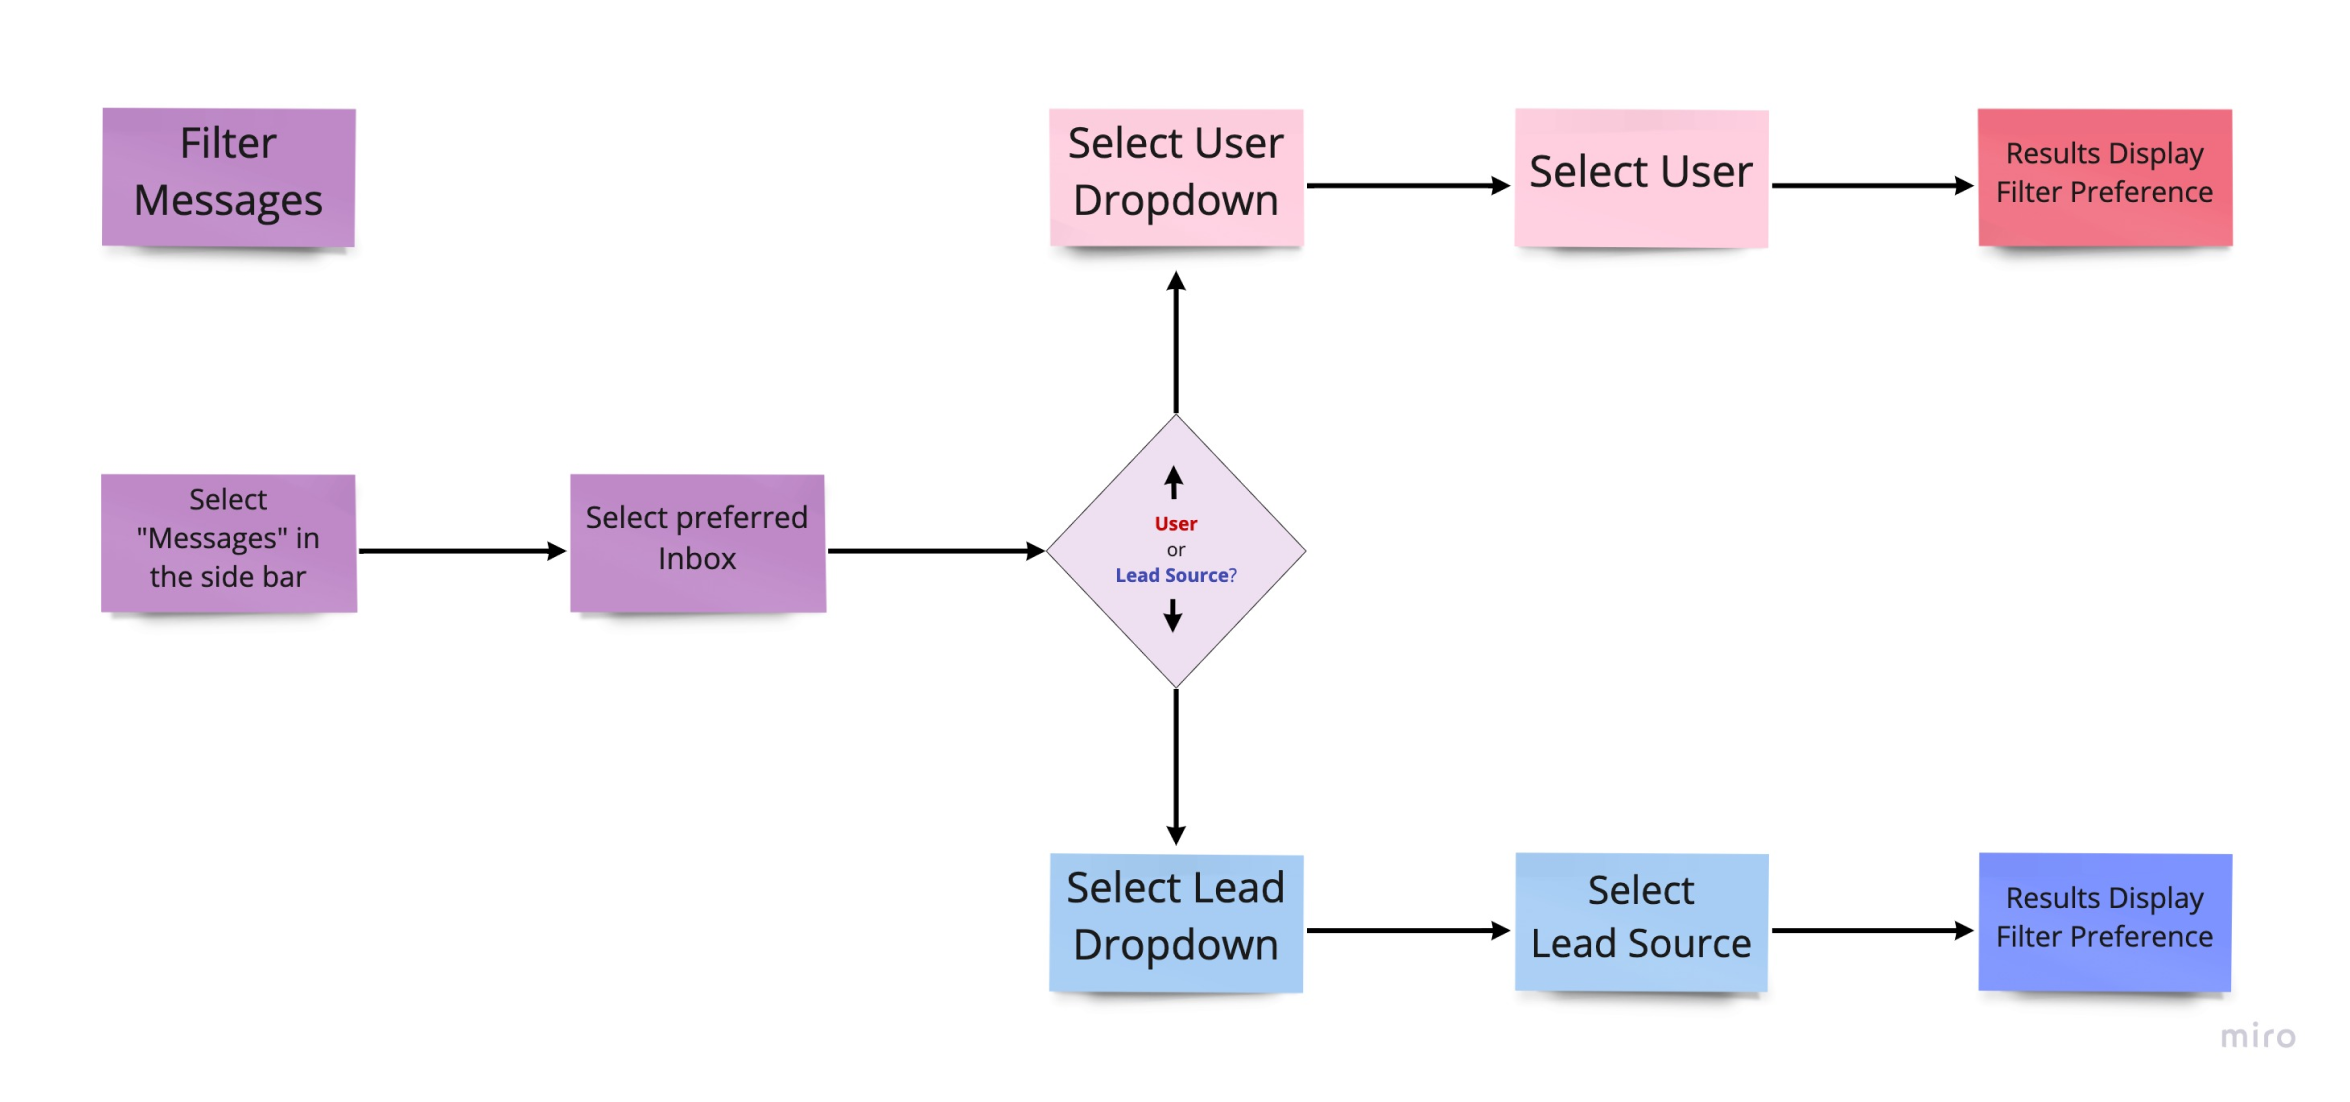 Filter
Messages
Select User
Dropdown
Select User
Results Display
Filter Preference
Select
"Messages" in
the side bar
Select preferred
Inbox
User
or
Lead Source?
Select Lead
Dropdown
Select
Lead Source
Results Display
Filter Preference
miro